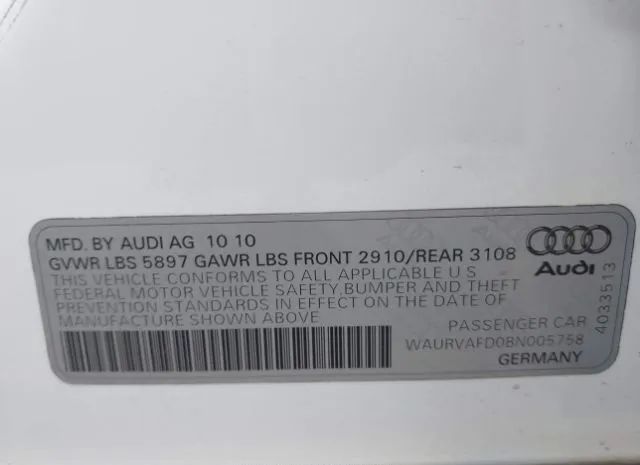 MFD. BY AUDI AG 10 10
GVWR LBS 5897 GAWR LBS FRONT 2910/REAR 3108
THIS VEHICLE CONFORMS TO ALL APPLICABLE U S
FEDERAL MOTOR VEHICLE SAFETY,BUMPER AND THEFT
PREVENTION STANDARDS IN EFFECT ON THE DATE OF
MANUFACTURE SHOWN ABOVE
Audi
4033513
PASSENGER CAR
WAURVAFD0BN005758
GERMANY